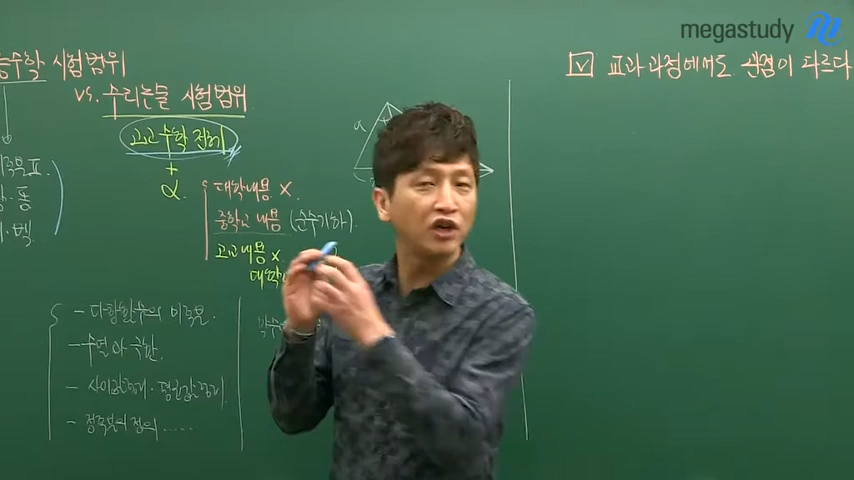 megastudy
능수학 시험범위
vs. 수리논술 시험범위
고교 수학 전체
+
α.
대학내용 x.
중학교 내용 (순수기하).
고교내용 x
- 다항함수의 미적분.
- 수열의 극한.
- 사이값정리. 평균값정리
- 정적분의 정의 .....
☑ 교과과정에서도 관점이 다르다